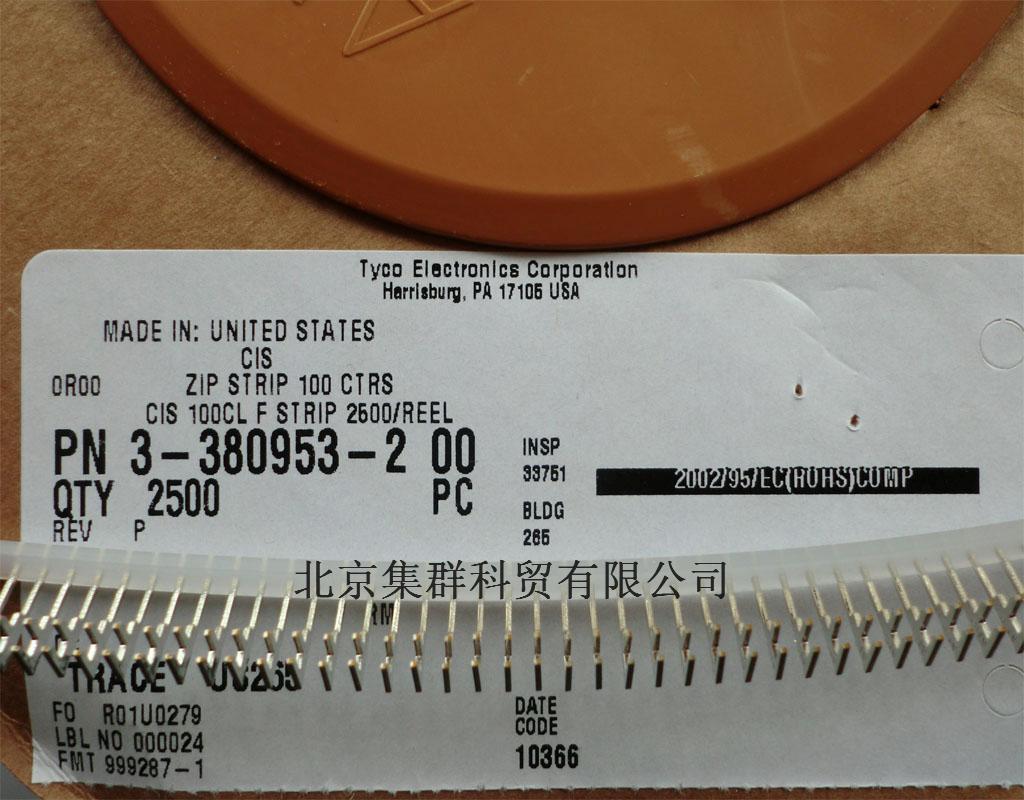 Tyco Electronics Corporation
Harrisburg, PA 17105 USA
MADE IN: UNITED STATES
CIS
0R00 ZIP STRIP 100 CTRS
CIS 100CL F STRIP 2500/REEL
PN 3-380953-2 00
QTY 2500 PC
REV P
INSP
33751
BLDG
265
2002/95/EC(ROHS)COMP
北京集群科贸有限公司
TRACE
FO R01U0279
LBL NO 000024
FMT 999287-1
DATE
CODE
10366